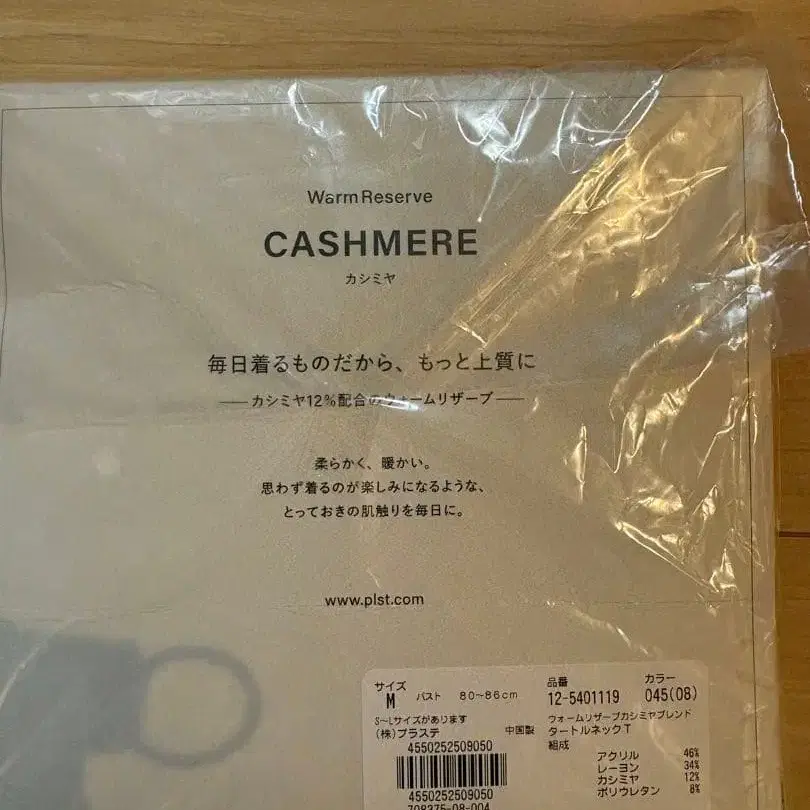 Warm Reserve
CASHMERE
カシミヤ
毎日着るものだから、もっと上質に
カシミヤ12%配合のウォームリザーブ
柔らかく、暖かい。
思わず着るのが楽しみになるような、
とっておきの肌触りを毎日に。
www.plst.com
サイズ
M バスト 80~86cm
S~Lサイズがあります
(株)プラステ 中国製
4550252509050
4550252509050
708375-08-004
品番 カラー
12-5401119 045(08)
ウォームリザーブカシミヤブレンド
タートルネックT
組成
アクリル 46%
レーヨン 34%
カシミヤ 12%
ポリウレタン 8%